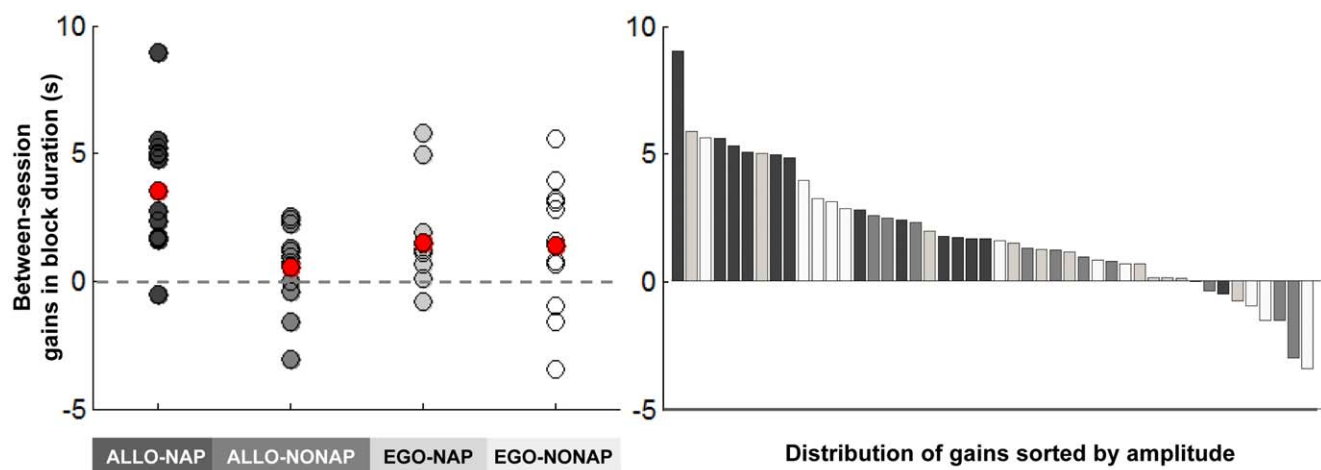 Between-session
gains in block duration (s)
10
5
0
-5
ALLO-NAP ALLO-NONAP EGO-NAP EGO-NONAP
10
5
0
-5
Distribution of gains sorted by amplitude